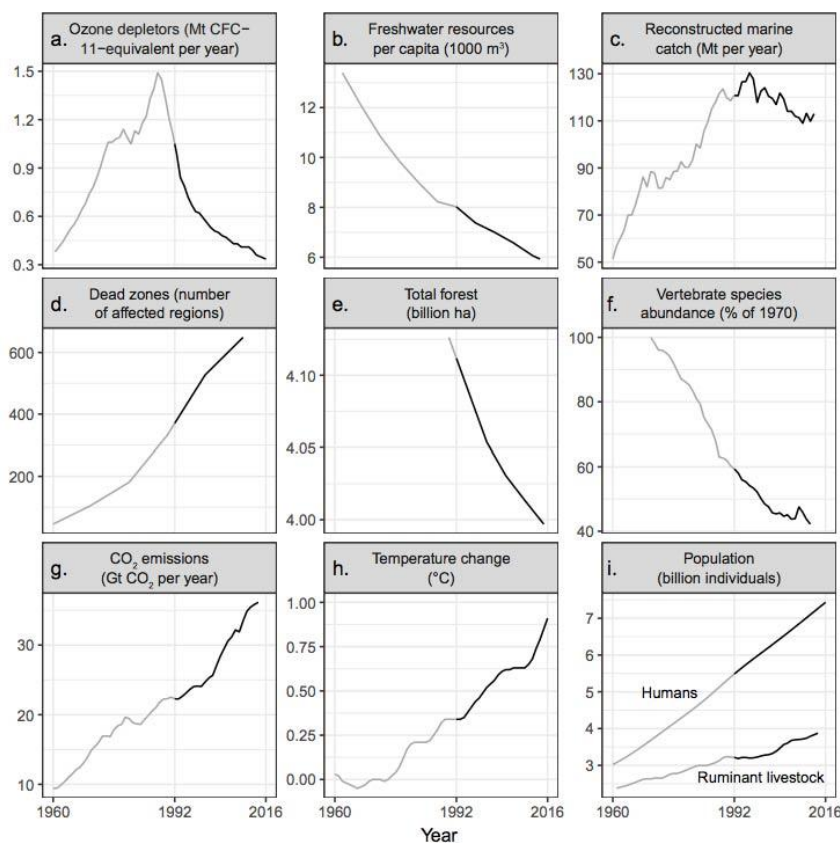 a. Ozone depletors (Mt CFC−
11−equivalent per year)
1.5
1.2
0.9
0.6
0.3
b. Freshwater resources
per capita (1000 m³)
12
10
8
6
c. Reconstructed marine
catch (Mt per year)
130
110
90
70
50
d. Dead zones (number
of affected regions)
600
400
200
e. Total forest
(billion ha)
4.10
4.05
4.00
f. Vertebrate species
abundance (% of 1970)
100
80
60
40
g. CO₂ emissions
(Gt CO₂ per year)
30
20
10
1960 1992 2016
h. Temperature change
(°C)
1.00
0.75
0.50
0.25
0.00
1960 1992 2016
i. Population
(billion individuals)
7
6
5
4
3
Humans
Ruminant livestock
1960 1992 2016
Year